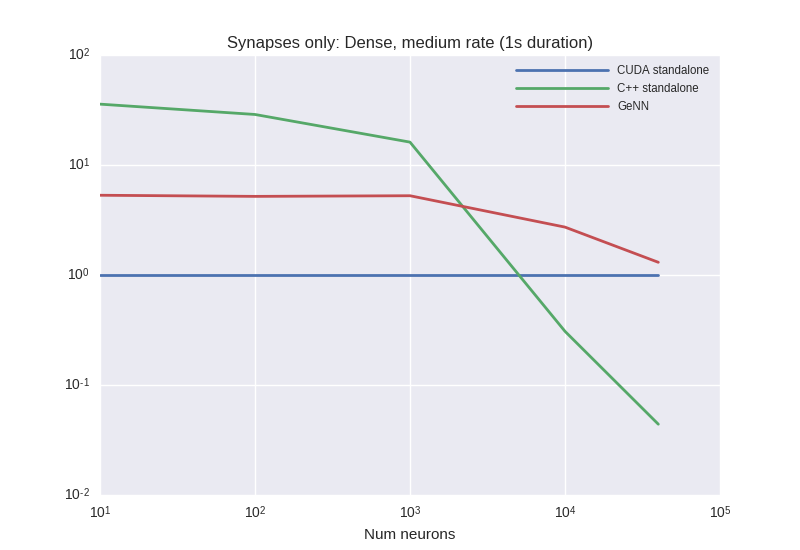 Synapses only: Dense, medium rate (1s duration)
10²
CUDA standalone
C++ standalone
GeNN
10¹
10⁰
10⁻¹
10⁻²
10¹ 10² 10³ 10⁴ 10⁵
Num neurons